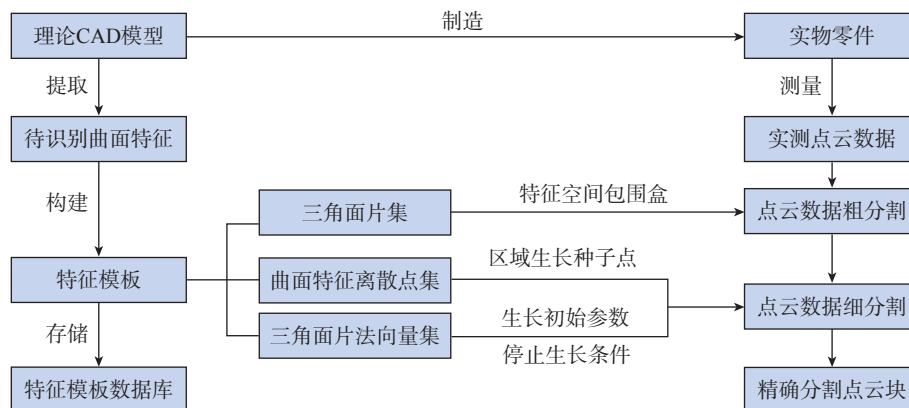 理论CAD模型
制造
实物零件
提取
测量
待识别曲面特征
实测点云数据
构建
三角面片集
特征空间包围盒
点云数据粗分割
区域生长种子点
特征模板
曲面特征离散点集
点云数据细分割
存储
三角面片法向量集
生长初始参数
停止生长条件
特征模板数据库
精确分割点云块